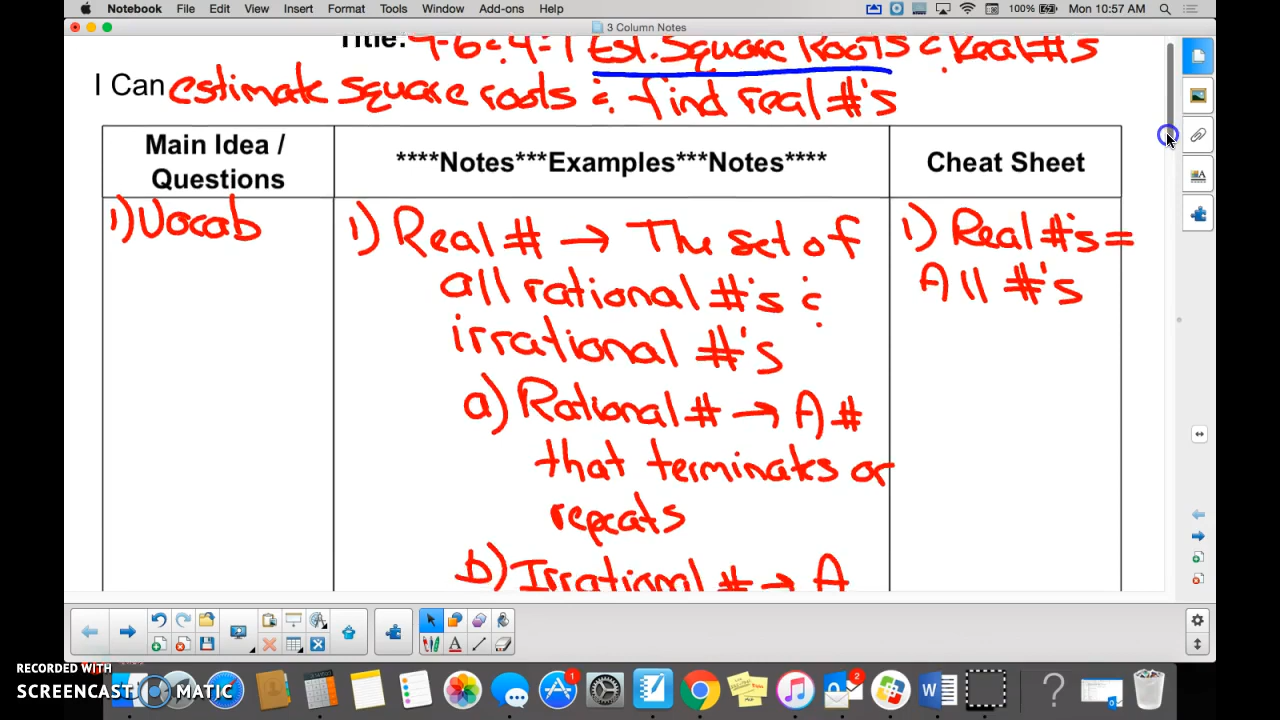 Notebook File Edit View Insert Format Tools Window Add-ons Help 100% Mon 10:57 AM
3 Column Notes
Title: 4-6 & 4-7 Est. Square Roots & Real #'s
I Can estimate square roots & find real #'s
Main Idea / Questions
****Notes***Examples***Notes****
Cheat Sheet
1) Vocab
1) Real # → The set of
all rational #'s &
irrational #'s
a) Rational # → A #
that terminates or
repeats
b) Irrational # → A
1) Real #'s =
All #'s
RECORDED WITH
SCREENCAST MATIC
1
2